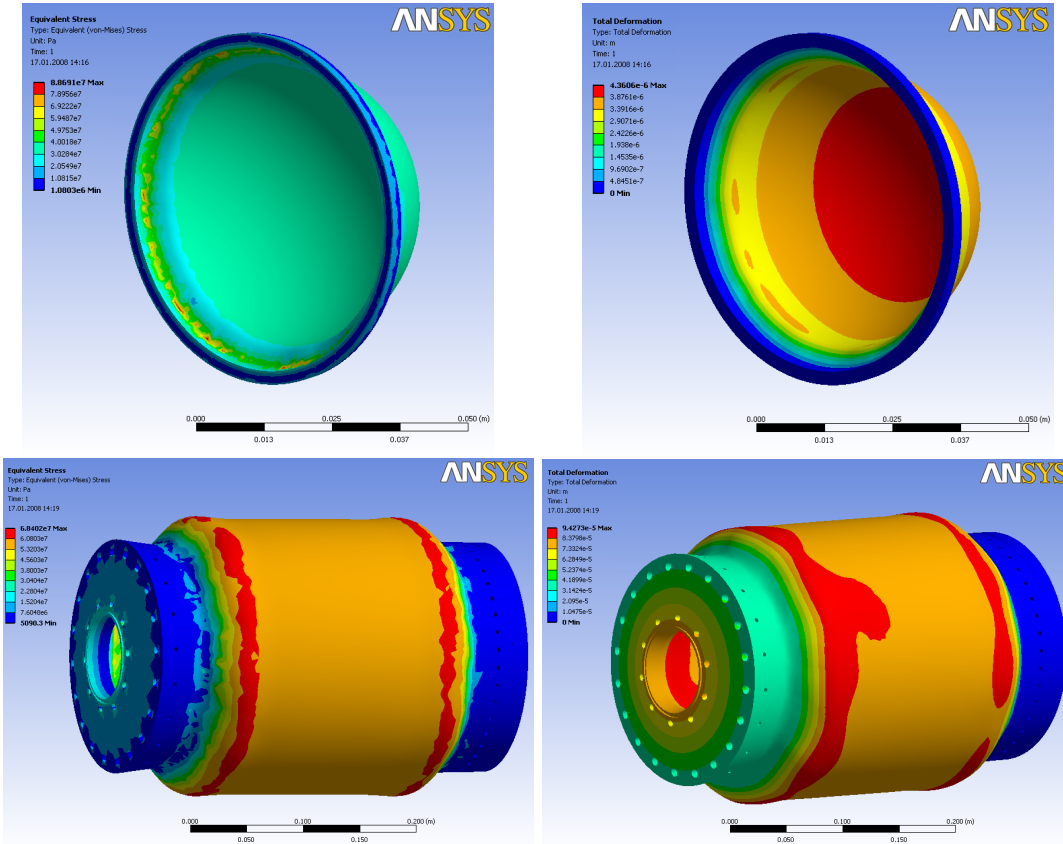 Equivalent Stress
Type: Equivalent (von-Mises) Stress
Unit: Pa
Time: 1
17.01.2008 14:16
8.8691e7 Max
7.8956e7
6.9222e7
5.9487e7
4.9753e7
4.0018e7
3.0284e7
2.0549e7
1.0815e7
1.0803e6 Min
ANSYS
0.000
0.025
0.050 (m)
0.013
0.037
Total Deformation
Type: Total Deformation
Unit: m
Time: 1
17.01.2008 14:16
4.3606e-6 Max
3.8761e-6
3.3916e-6
2.9071e-6
2.4226e-6
1.938e-6
1.4535e-6
9.6902e-7
4.8451e-7
0 Min
ANSYS
0.000
0.025
0.050 (m)
0.013
0.037
Equivalent Stress
Type: Equivalent (von-Mises) Stress
Unit: Pa
Time: 1
17.01.2008 14:19
6.8402e7 Max
6.0803e7
5.3203e7
4.5603e7
3.8003e7
3.0404e7
2.2804e7
1.5204e7
7.6048e6
5098.3 Min
ANSYS
0.000
0.200 (m)
0.050
0.150
Total Deformation
Type: Total Deformation
Unit: m
Time: 1
17.01.2008 14:19
9.4273e-5 Max
8.3798e-5
7.3324e-5
6.2849e-5
5.2374e-5
4.1899e-5
3.1424e-5
2.095e-5
1.0475e-5
0 Min
ANSYS
0.000
0.200 (m)
0.050
0.150